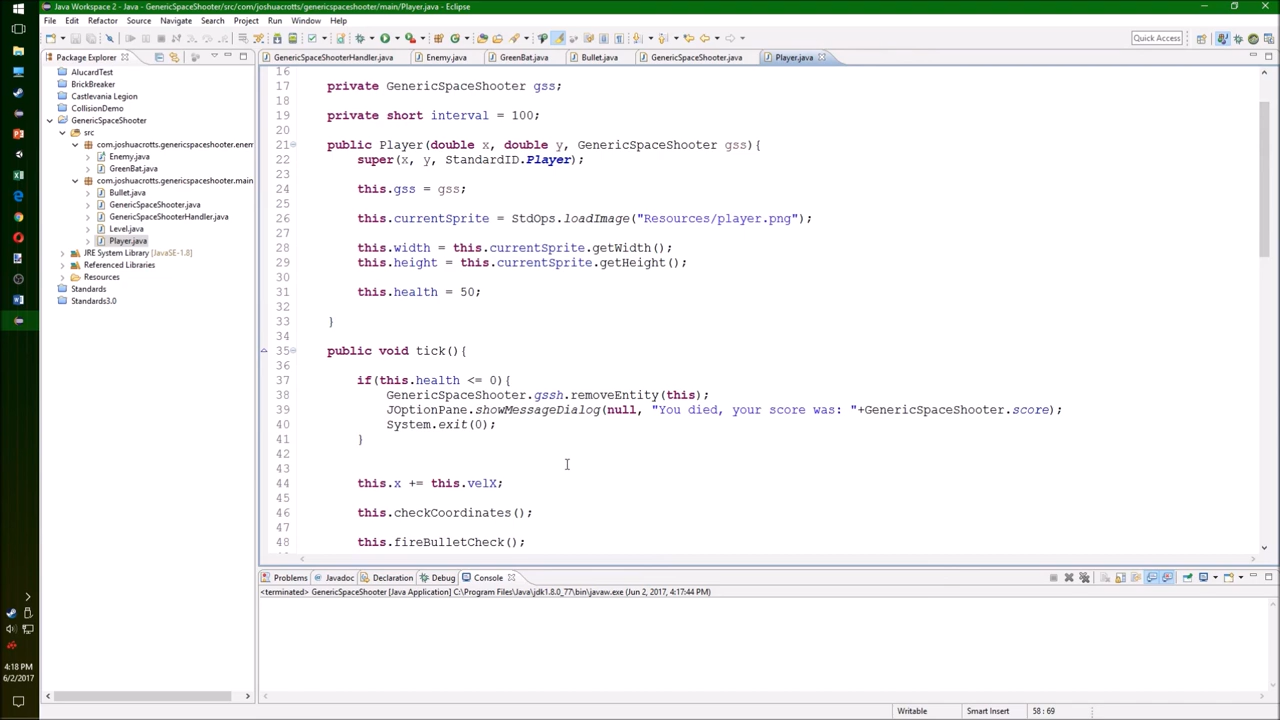 Java Workspace 2 - GenericSpaceShooter/src/com/joshuacrotts/genericspaceshooter/main/Player.java - Eclipse
File Edit Refactor Source Navigate Search Project Run Window Help
Quick Access
Package Explorer
GenericSpaceShooterHandler.java Enemy.java GreenBat.java Bullet.java GenericSpaceShooter.java Player.java
AlucardTest
BrickBreaker
Castlevania Legion
CollisionDemo
GenericSpaceShooter
src
com.joshuacrotts.genericspaceshooter.enem
Enemy.java
GreenBat.java
com.joshuacrotts.genericspaceshooter.main
Bullet.java
GenericSpaceShooter.java
GenericSpaceShooterHandler.java
Level.java
Player.java
JRE System Library [JavaSE-1.8]
Referenced Libraries
Resources
Standards
Standards3.0
16
17 private GenericSpaceShooter gss;
18
19 private short interval = 100;
20
21 public Player(double x, double y, GenericSpaceShooter gss){
22 super(x, y, StandardID.Player);
23
24 this.gss = gss;
25
26 this.currentSprite = StdOps.loadImage("Resources/player.png");
27
28 this.width = this.currentSprite.getWidth();
29 this.height = this.currentSprite.getHeight();
30
31 this.health = 50;
32
33 }
34
35 public void tick(){
36
37 if(this.health <= 0){
38 GenericSpaceShooter.gssh.removeEntity(this);
39 JOptionPane.showMessageDialog(null, "You died, your score was: "+GenericSpaceShooter.score);
40 System.exit(0);
41 }
42
43
44 this.x += this.velX;
45
46 this.checkCoordinates();
47
48 this.fireBulletCheck();
Problems Javadoc Declaration Debug Console
<terminated> GenericSpaceShooter [Java Application] C:\Program Files\Java\jdk1.8.0_77\bin\javaw.exe (Jun 2, 2017, 4:17:44 PM)
4:18 PM
6/2/2017
Writable Smart Insert 58 : 69